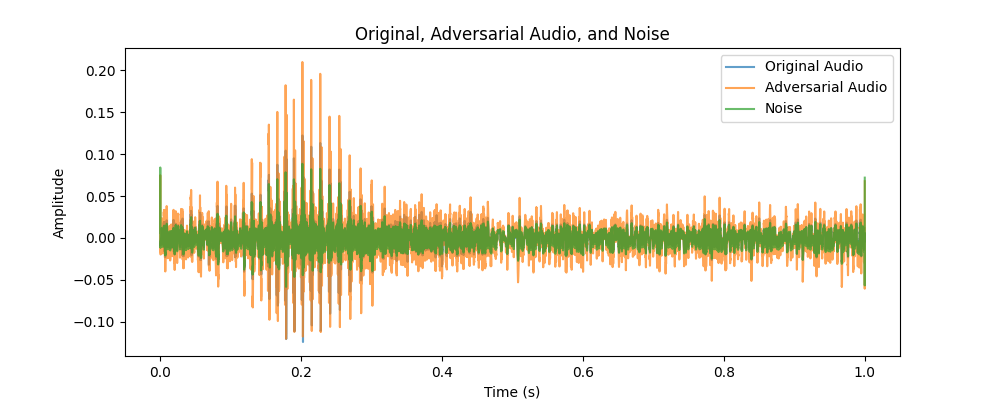 Original, Adversarial Audio, and Noise
Original Audio
Adversarial Audio
Noise
0.20
0.15
0.10
0.05
0.00
−0.05
−0.10
Amplitude
0.0
0.2
0.4
0.6
0.8
1.0
Time (s)